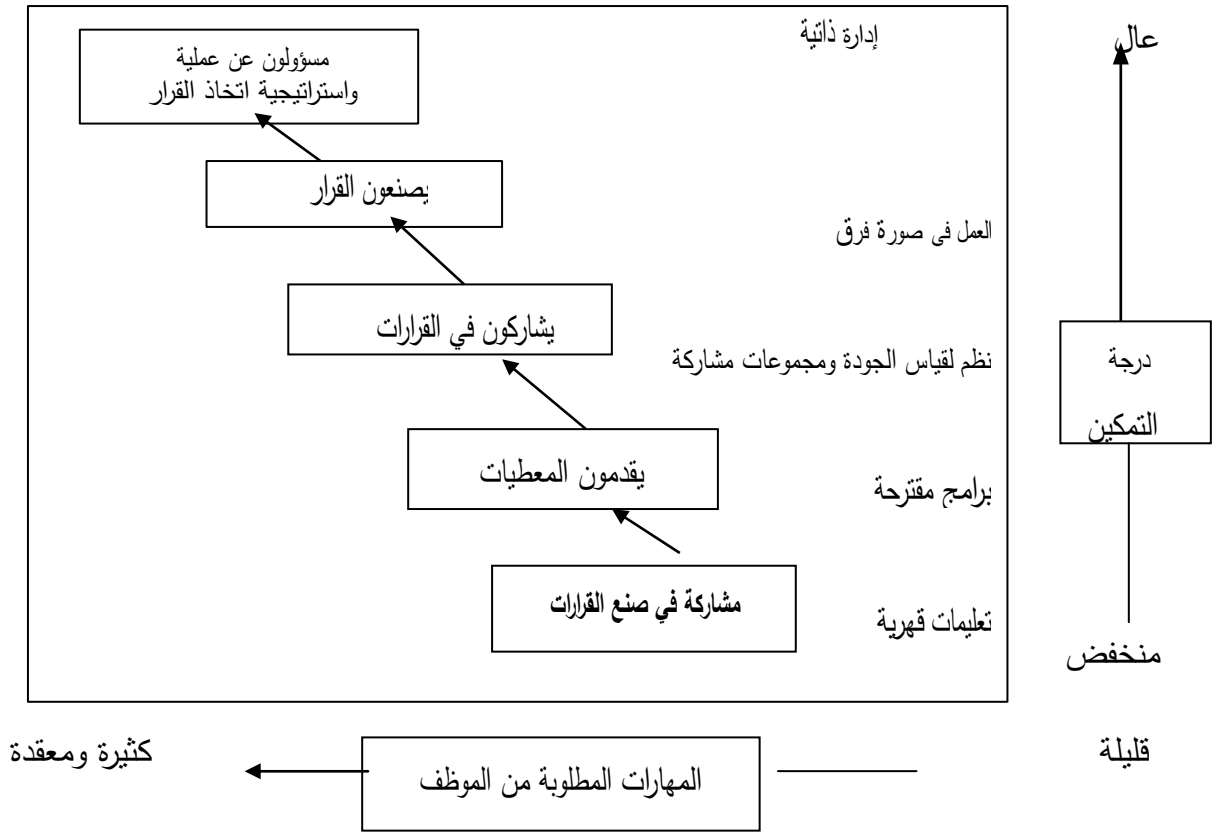 عال
إدارة ذاتية
مسؤولون عن عملية
واستراتيجية اتخاذ القرار
يصنعون القرار
العمل فى صورة فرق
يشاركون في القرارات
نظم لقياس الجودة ومجموعات مشاركة
درجة
التمكين
يقدمون المعطيات
برامج مقترحة
مشاركة في صنع القرارات
تعليمات قهرية
منخفض
قليلة
المهارات المطلوبة من الموظف
كثيرة ومعقدة